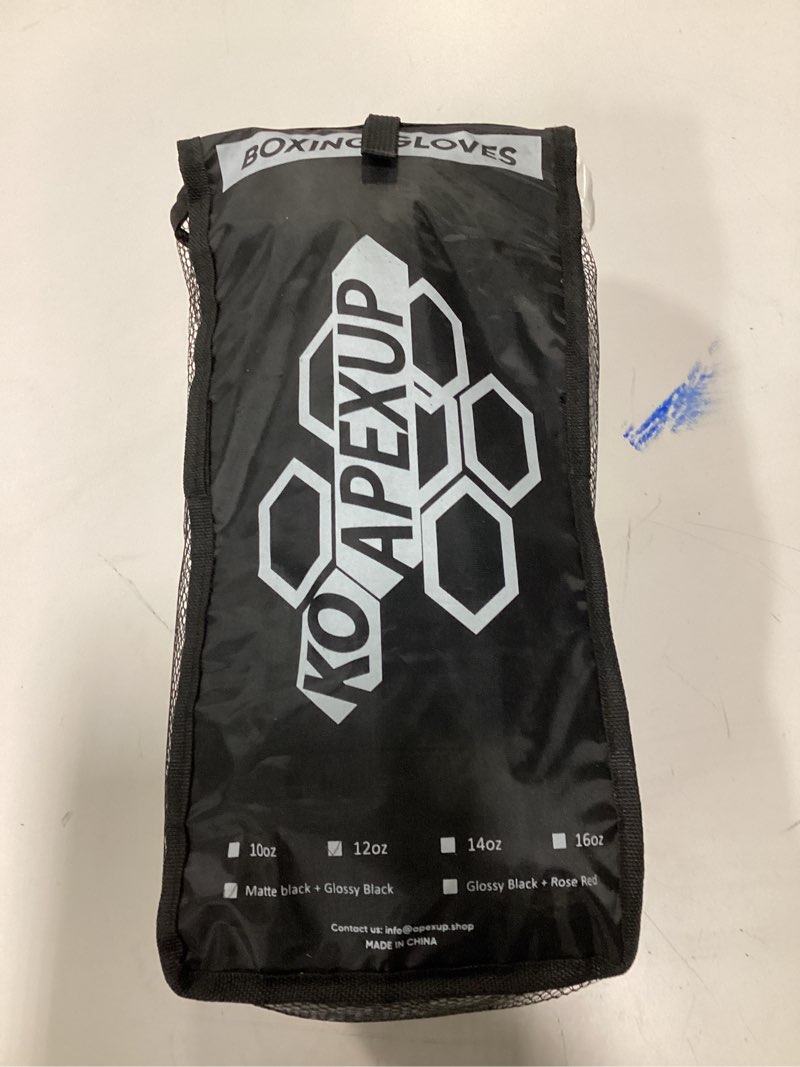 BOXING GLOVES
KO APEXUP
10oz 12oz 14oz 16oz
Matte black + Glossy Black Glossy Black + Rose Red
Contact us: info@apexup.shop
MADE IN CHINA